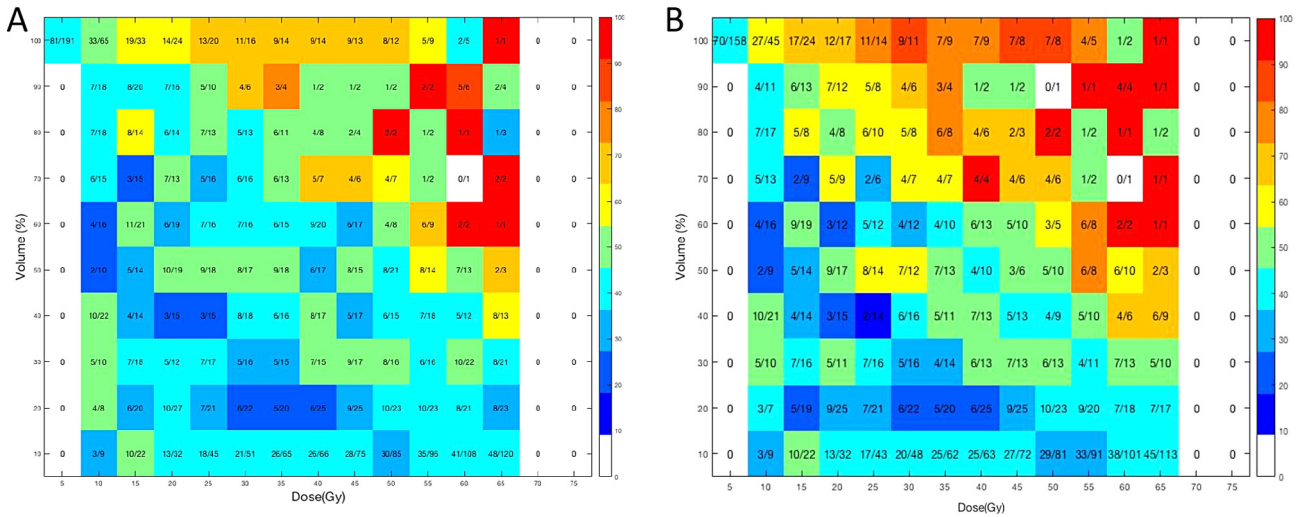 A
100 81/191 33/65 19/33 14/24 13/20 11/16 9/14 9/14 9/13 8/12 5/9 2/5 1/1 0 0
90 0 7/18 8/20 7/16 5/10 4/6 3/4 1/2 1/2 1/2 2/2 5/6 2/4 0 0
80 0 7/18 8/14 6/14 7/13 5/13 6/11 4/8 2/4 2/2 1/2 1/1 1/3 0 0
70 0 6/15 3/15 7/13 5/16 6/16 6/13 5/7 4/6 4/7 1/2 0/1 2/2 0 0
60 0 4/16 11/21 6/19 7/16 7/16 6/15 9/20 6/17 4/8 6/9 2/2 1/1 0 0
50 0 2/10 5/14 10/19 9/18 8/17 9/18 6/17 8/15 8/21 8/14 7/13 2/3 0 0
40 0 10/22 4/14 3/15 3/15 8/18 6/16 8/17 5/17 6/15 7/18 5/12 8/13 0 0
30 0 5/10 7/18 5/12 7/17 5/16 5/15 7/15 9/17 8/16 6/16 10/22 8/21 0 0
20 0 4/8 6/20 10/27 7/21 6/22 5/20 6/25 9/25 10/23 10/23 8/21 8/23 0 0
10 0 3/9 10/22 13/32 18/45 21/51 26/65 26/66 28/75 30/85 35/95 41/108 48/120 0 0
5 10 15 20 25 30 35 40 45 50 55 60 65 70 75
Dose(Gy)
Volume (%)
100
90
80
70
60
50
40
30
20
10
0
B
100 70/158 27/45 17/24 12/17 11/14 9/11 7/9 7/9 7/8 7/8 4/5 1/2 1/1 0 0
90 0 4/11 6/13 7/12 5/8 4/6 3/4 1/2 1/2 0/1 1/1 4/4 1/1 0 0
80 0 7/17 5/8 4/8 6/10 5/8 6/8 4/6 2/3 2/2 1/2 1/1 1/2 0 0
70 0 5/13 2/9 5/9 2/6 4/7 4/7 4/4 4/6 4/6 1/2 0/1 1/1 0 0
60 0 4/16 9/19 3/12 5/12 4/12 4/10 6/13 5/10 3/5 6/8 2/2 1/1 0 0
50 0 2/9 5/14 9/17 8/14 7/12 7/13 4/10 3/6 5/10 6/8 6/10 2/3 0 0
40 0 10/21 4/14 3/15 2/14 6/16 5/11 7/13 5/13 4/9 5/10 4/6 6/9 0 0
30 0 5/10 7/16 5/11 7/16 5/16 4/14 6/13 7/13 6/13 4/11 7/13 5/10 0 0
20 0 3/7 5/19 9/25 7/21 6/22 5/20 6/25 9/25 10/23 9/20 7/18 7/17 0 0
10 0 3/9 10/22 13/32 17/43 20/48 25/62 25/63 27/72 29/81 33/91 38/101 45/113 0 0
5 10 15 20 25 30 35 40 45 50 55 60 65 70 75
Dose(Gy)
Volume (%)
100
90
80
70
60
50
40
30
20
10
0